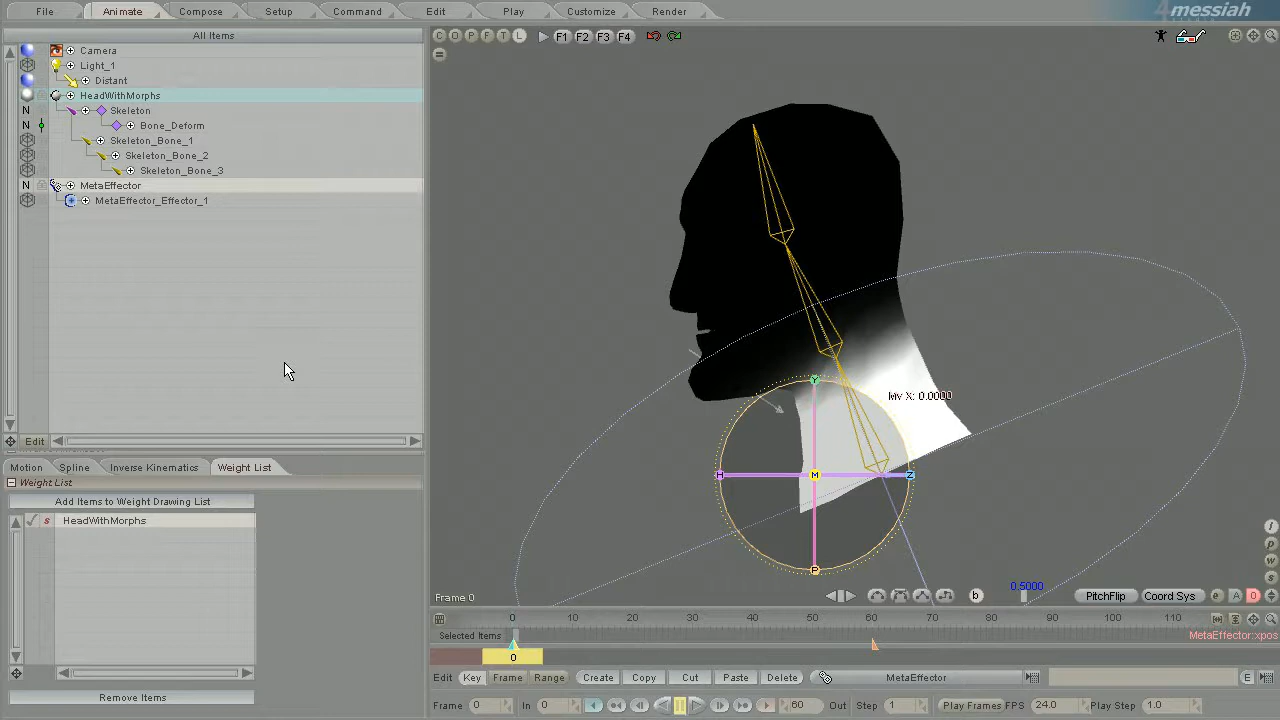 File Animate Compose Setup Command Edit Play Customize Render
4messiah
All Items
C O P F T L F1 F2 F3 F4
Camera
Light_1
Distant
HeadWithMorphs
N Skeleton
N Bone_Deform
Skeleton_Bone_1
Skeleton_Bone_2
Skeleton_Bone_3
N MetaEffector
MetaEffector_Effector_1
Y
Mv X: 0.0000
H M Z
P
Edit
Motion Spline Inverse Kinematics Weight List
Weight List
Add Items to Weight Drawing List
s HeadWithMorphs
Remove Items
0.5000
Frame 0
b PitchFlip Coord Sys A 0
0 10 20 30 40 50 60 70 80 90 100 110
Selected Items
MetaEffector:xpos
0
Edit Key Frame Range Create Copy Cut Paste Delete MetaEffector E
Frame 0 In 0 60 Out Step 1 Play Frames FPS 24.0 Play Step 1.0